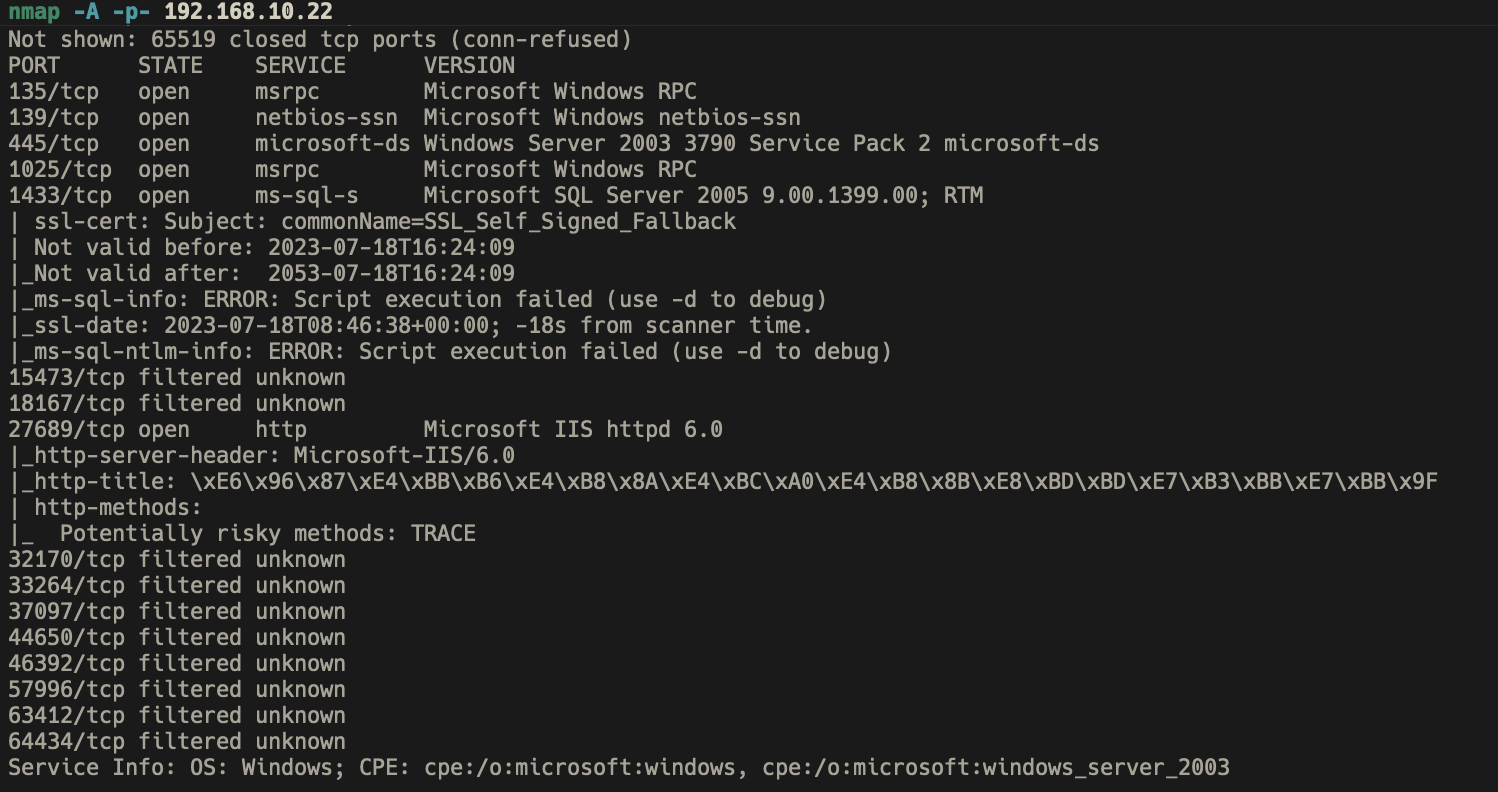 nmap -A -p- 192.168.10.22
Not shown: 65519 closed tcp ports (conn-refused)
PORT      STATE    SERVICE      VERSION
135/tcp   open     msrpc        Microsoft Windows RPC
139/tcp   open     netbios-ssn  Microsoft Windows netbios-ssn
445/tcp   open     microsoft-ds Windows Server 2003 3790 Service Pack 2 microsoft-ds
1025/tcp  open     msrpc        Microsoft Windows RPC
1433/tcp  open     ms-sql-s     Microsoft SQL Server 2005 9.00.1399.00; RTM
| ssl-cert: Subject: commonName=SSL_Self_Signed_Fallback
| Not valid before: 2023-07-18T16:24:09
|_Not valid after:  2053-07-18T16:24:09
|_ms-sql-info: ERROR: Script execution failed (use -d to debug)
|_ssl-date: 2023-07-18T08:46:38+00:00; -18s from scanner time.
|_ms-sql-ntlm-info: ERROR: Script execution failed (use -d to debug)
15473/tcp filtered unknown
18167/tcp filtered unknown
27689/tcp open     http         Microsoft IIS httpd 6.0
|_http-server-header: Microsoft-IIS/6.0
|_http-title: \xE6\x96\x87\xE4\xBB\xB6\xE4\xB8\x8A\xE4\xBC\xA0\xE4\xB8\x8B\xE8\xBD\xBD\xE7\xB3\xBB\xE7\xBB\x9F
| http-methods:
|_  Potentially risky methods: TRACE
32170/tcp filtered unknown
33264/tcp filtered unknown
37097/tcp filtered unknown
44650/tcp filtered unknown
46392/tcp filtered unknown
57996/tcp filtered unknown
63412/tcp filtered unknown
64434/tcp filtered unknown
Service Info: OS: Windows; CPE: cpe:/o:microsoft:windows, cpe:/o:microsoft:windows_server_2003